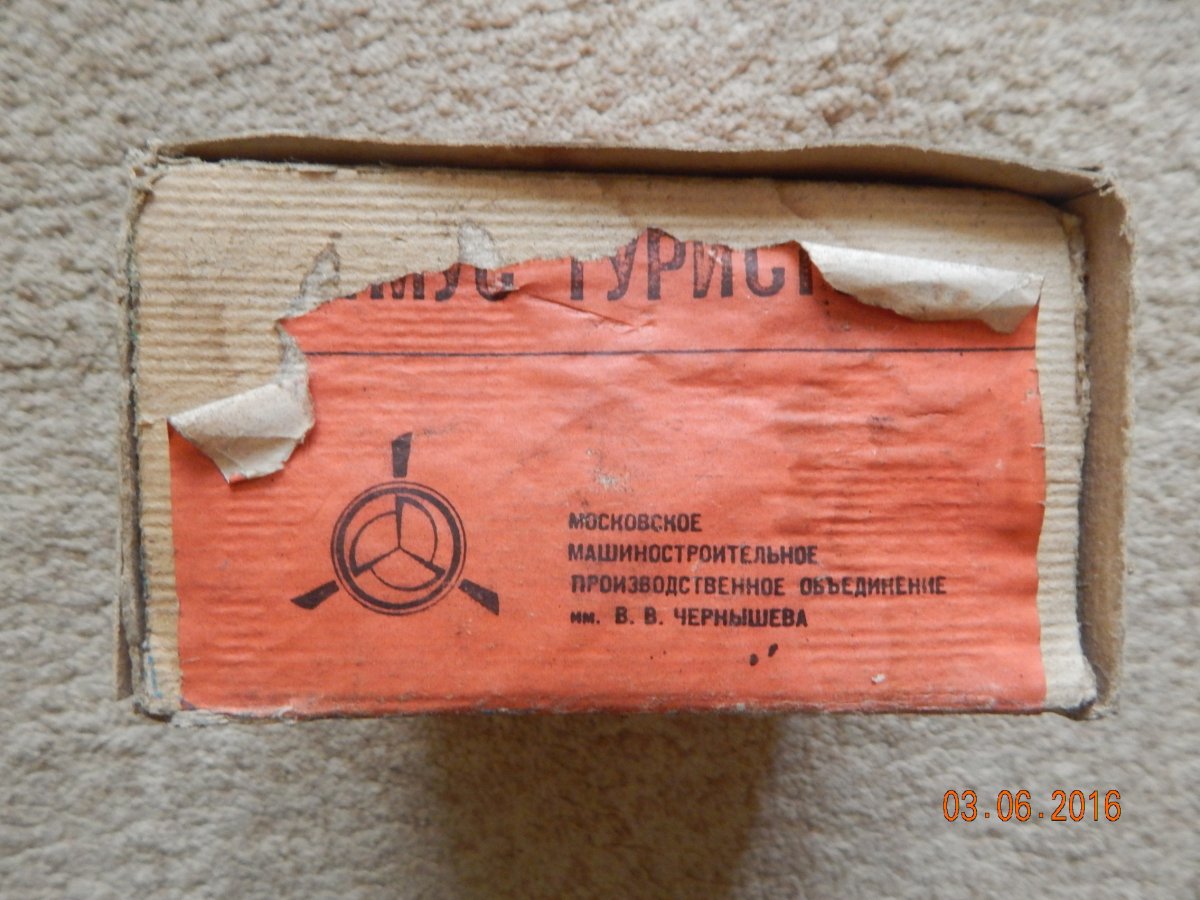 МОСКОВСКОЕ
МАШИНОСТРОИТЕЛЬНОЕ
ПРОИЗВОДСТВЕННОЕ ОБЪЕДИНЕНИЕ
им. В. В. ЧЕРНЫШЕВА
03.06.2016